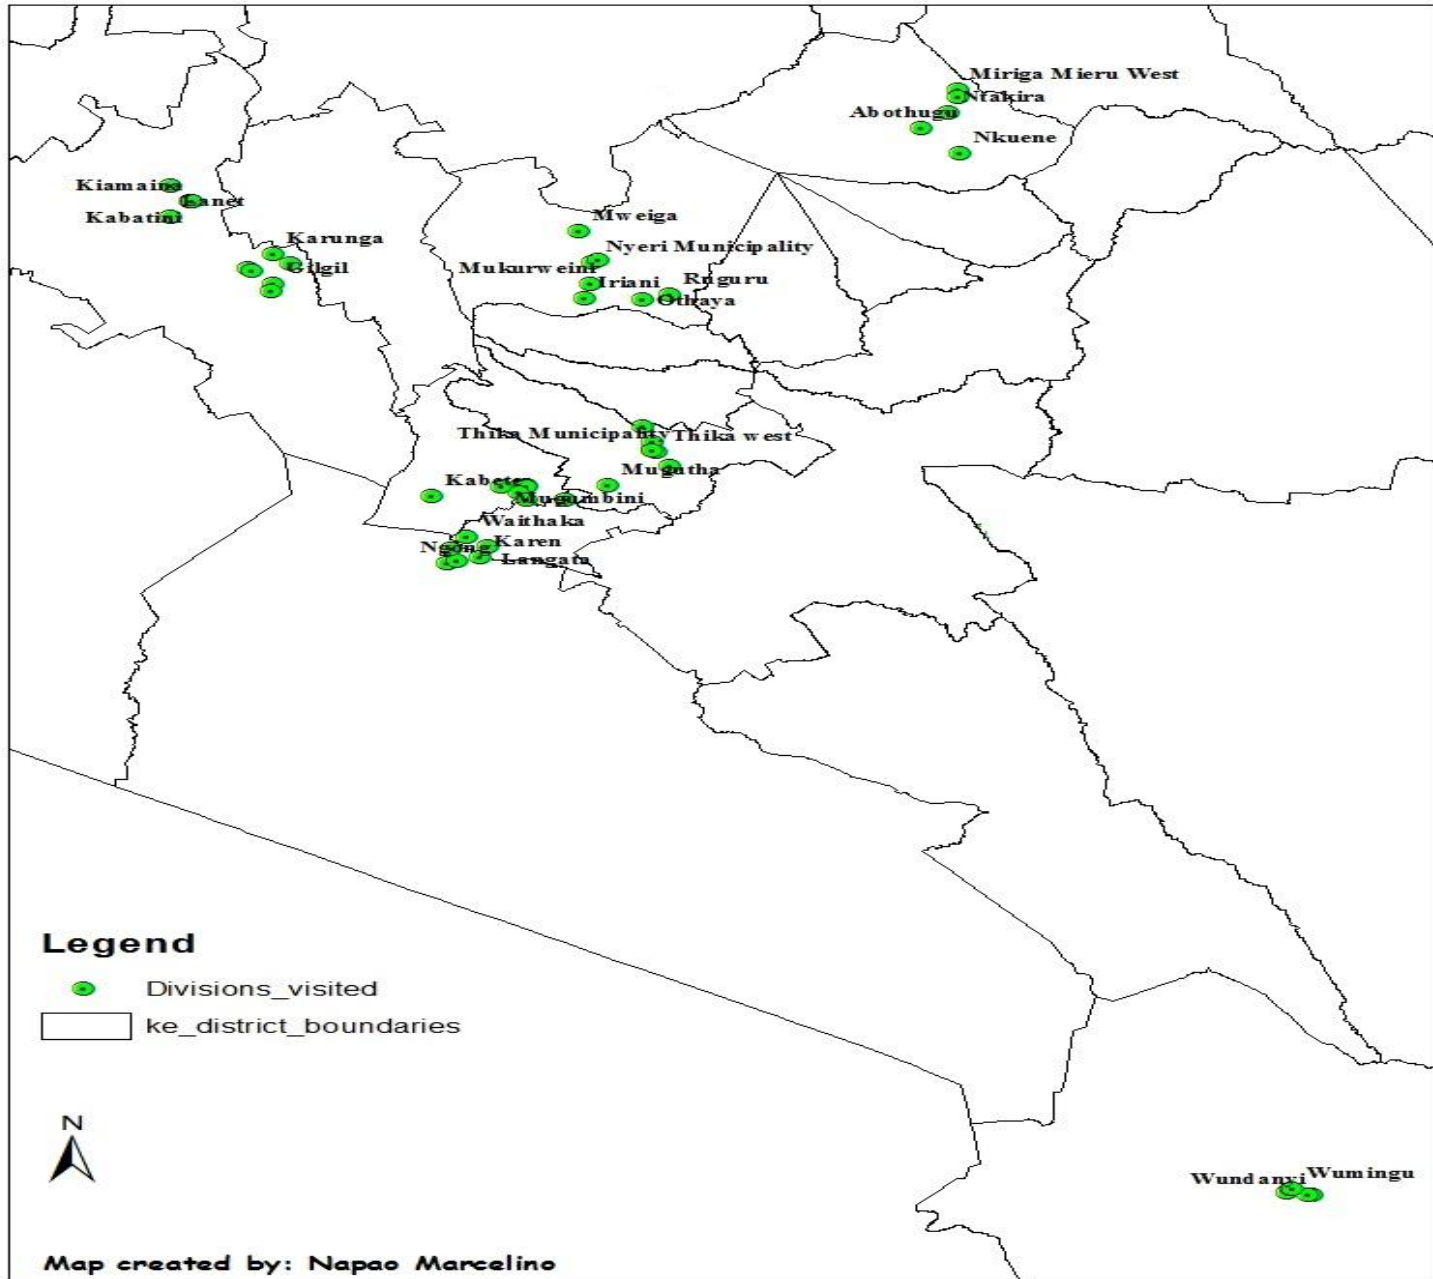 Miriga Mieru West
Ntakira
Abothugu
Nkuene
Kiamaina
Lanet
Kabatini
Karunga
Gilgil
Mweiga
Nyeri Municipality
Mukurweini
Iriani
Ruguru
Othaya
Thika Municipality
Thika west
Mugutha
Kabete
Mugumbini
Waithaka
Karen
Ngong
Langata
Legend
Divisions_visited
ke_district_boundaries
N
Wundanyi
Wumingu
Map created by: Napao Marcelino